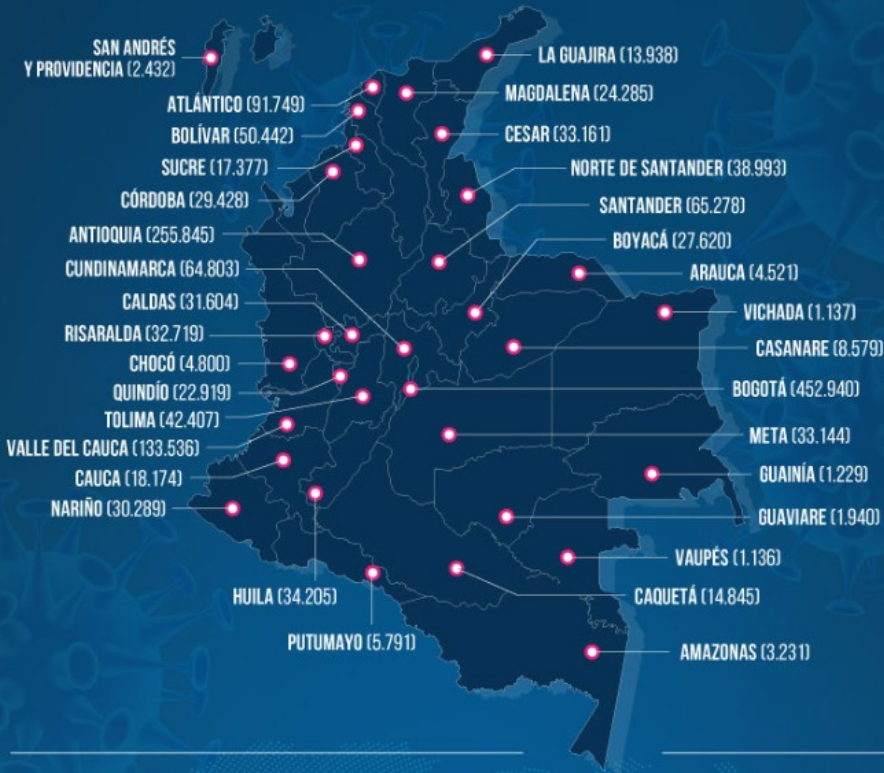 SAN ANDRÉS
Y PROVIDENCIA (2.432)
ATLÁNTICO (91.749)
BOLÍVAR (50.442)
SUCRE (17.377)
CÓRDOBA (29.428)
ANTIOQUIA (255.845)
CUNDINAMARCA (64.803)
CALDAS (31.604)
RISARALDA (32.719)
CHOCÓ (4.800)
QUINDÍO (22.919)
TOLIMA (42.407)
VALLE DEL CAUCA (133.536)
CAUCA (18.174)
NARIÑO (30.289)
HUILA (34.205)
PUTUMAYO (5.791)
LA GUAJIRA (13.938)
MAGDALENA (24.285)
CESAR (33.161)
NORTE DE SANTANDER (38.993)
SANTANDER (65.278)
BOYACÁ (27.620)
ARAUCA (4.521)
VICHADA (1.137)
CASANARE (8.579)
BOGOTÁ (452.940)
META (33.144)
GUAINÍA (1.229)
GUAVIARE (1.940)
VAUPÉS (1.136)
CAQUETÁ (14.845)
AMAZONAS (3.231)